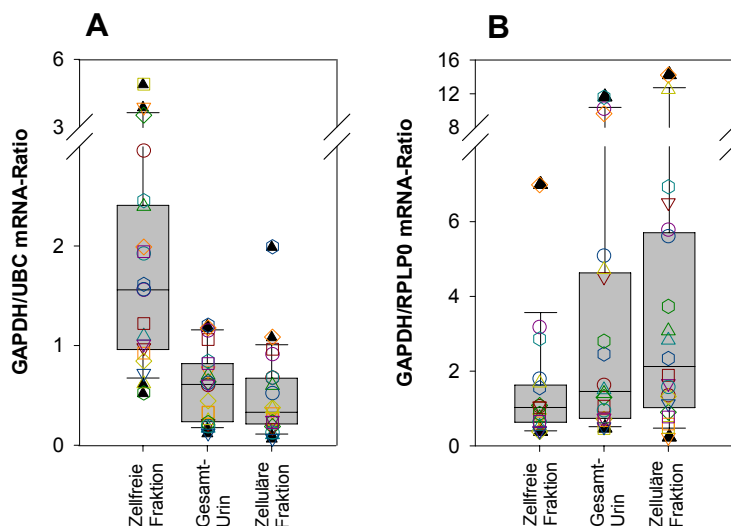 A
GAPDH/UBC mRNA-Ratio
6
3
2
1
0
Zellfreie
Fraktion
Gesamt-
Urin
Zelluläre
Fraktion
B
GAPDH/RPLP0 mRNA-Ratio
16
12
8
6
4
2
0
Zellfreie
Fraktion
Gesamt-
Urin
Zelluläre
Fraktion